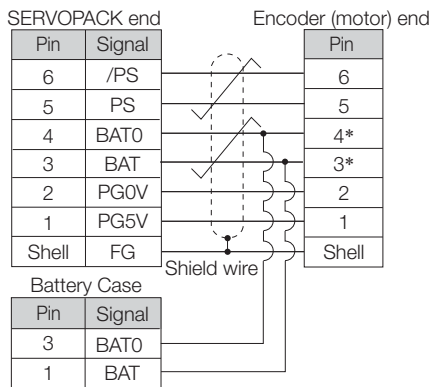 SERVOPACK end Encoder (motor) end
Pin Signal Pin
6 /PS 6
5 PS 5
4 BAT0 4*
3 BAT 3*
2 PG0V 2
1 PG5V 1
Shell FG Shell
Shield wire
Battery Case
Pin Signal
3 BAT0
1 BAT